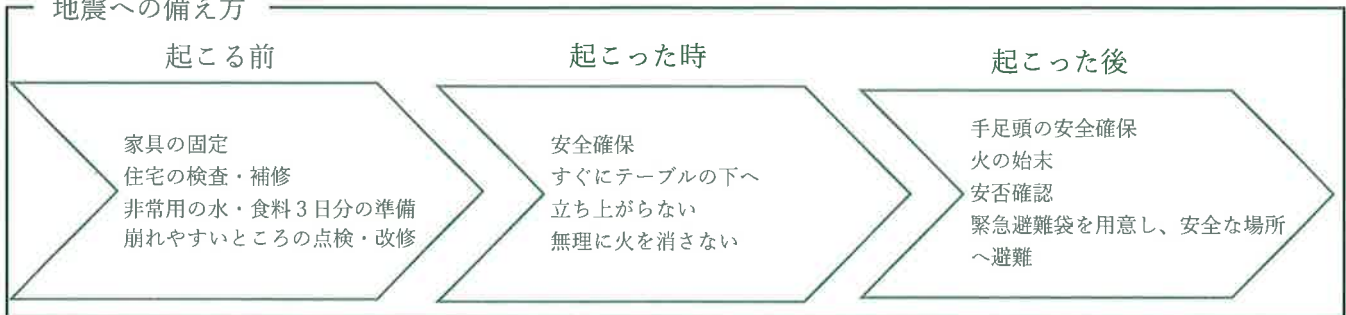 地震への備え方
起こる前
家具の固定
住宅の検査・補修
非常用の水・食料３日分の準備
崩れやすいところの点検・改修
起こった時
安全確保
すぐにテーブルの下へ
立ち上がらない
無理に火を消さない
起こった後
手足頭の安全確保
火の始末
安否確認
緊急避難袋を用意し、安全な場所
へ避難